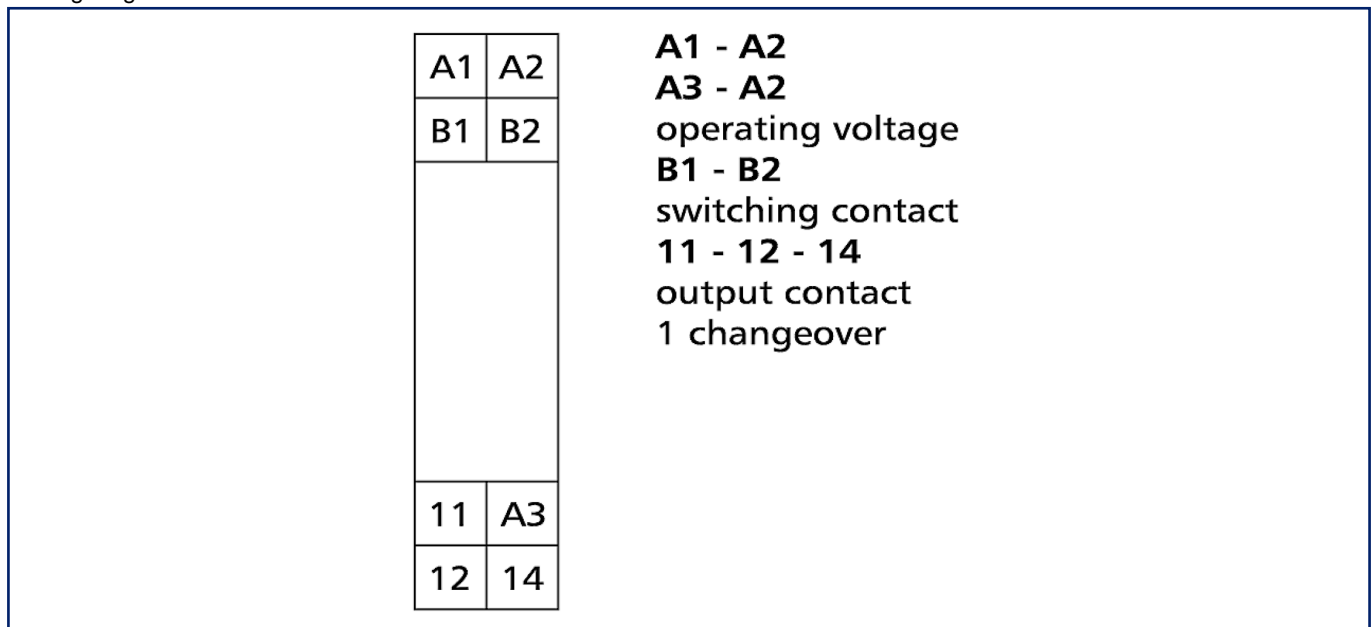 A1 A2
B1 B2
11 A3
12 14
A1 - A2
A3 - A2
operating voltage
B1 - B2
switching contact
11 - 12 - 14
output contact
1 changeover